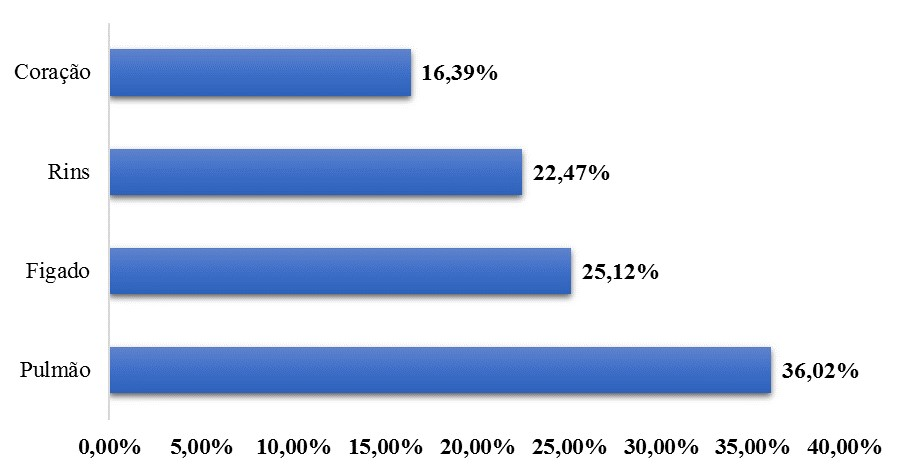 Coração 16,39%
Rins 22,47%
Figado 25,12%
Pulmão 36,02%
0,00% 5,00% 10,00% 15,00% 20,00% 25,00% 30,00% 35,00% 40,00%